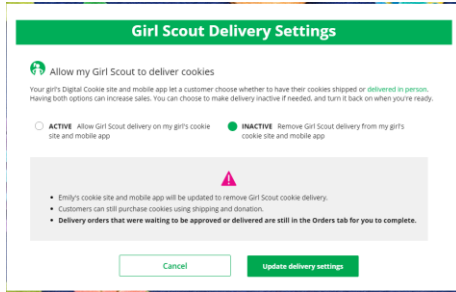 Girl Scout Delivery Settings
Allow my Girl Scout to deliver cookies
Your girl's Digital Cookie site and mobile app let a customer choose whether to have their cookies shipped or delivered in person.
Having both options can increase sales. You can choose to make delivery inactive if needed, and turn it back on when you're ready.
ACTIVE Allow Girl Scout delivery on my girl's cookie
site and mobile app
INACTIVE Remove Girl Scout delivery from my girl's
cookie site and mobile app
• Emily's cookie site and mobile app will be updated to remove Girl Scout cookie delivery.
• Customers can still purchase cookies using shipping and donation.
• Delivery orders that were waiting to be approved or delivered are still in the Orders tab for you to complete.
Cancel
Update delivery settings